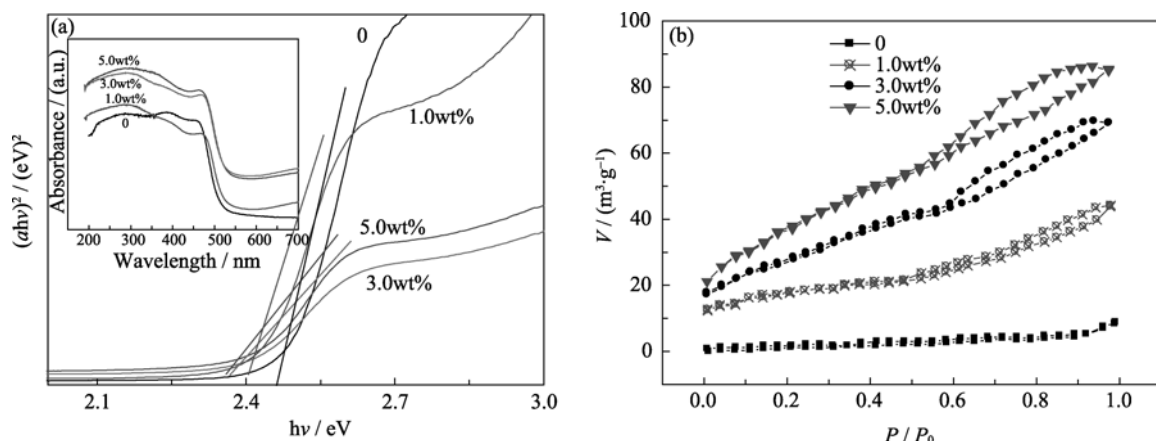 (a)
0
1.0wt%
5.0wt%
3.0wt%
(ahν)² / (eV)²
2.1
2.4
2.7
3.0
hν / eV
Absorbance / (a.u.)
5.0wt%
3.0wt%
1.0wt%
0
200
300
400
500
600
700
Wavelength / nm
(b)
0
1.0wt%
3.0wt%
5.0wt%
V / (m³·g⁻¹)
100
80
60
40
20
0
0.0
0.2
0.4
0.6
0.8
1.0
P / P₀